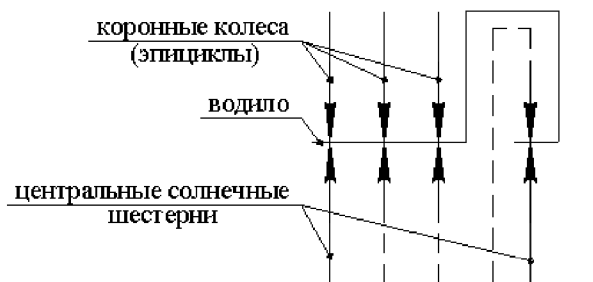 коронные колеса
(эпициклы)
водило
центральные солнечные
шестерни